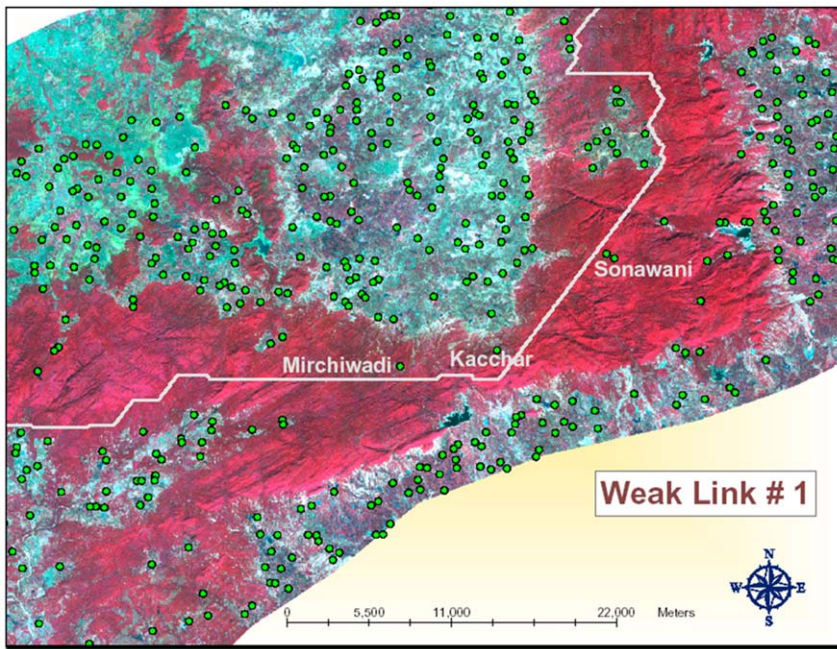 Sonawani
Mirchiwadi
Kacchar
Weak Link # 1
N
W
E
S
0
5,500
11,000
22,000
Meters